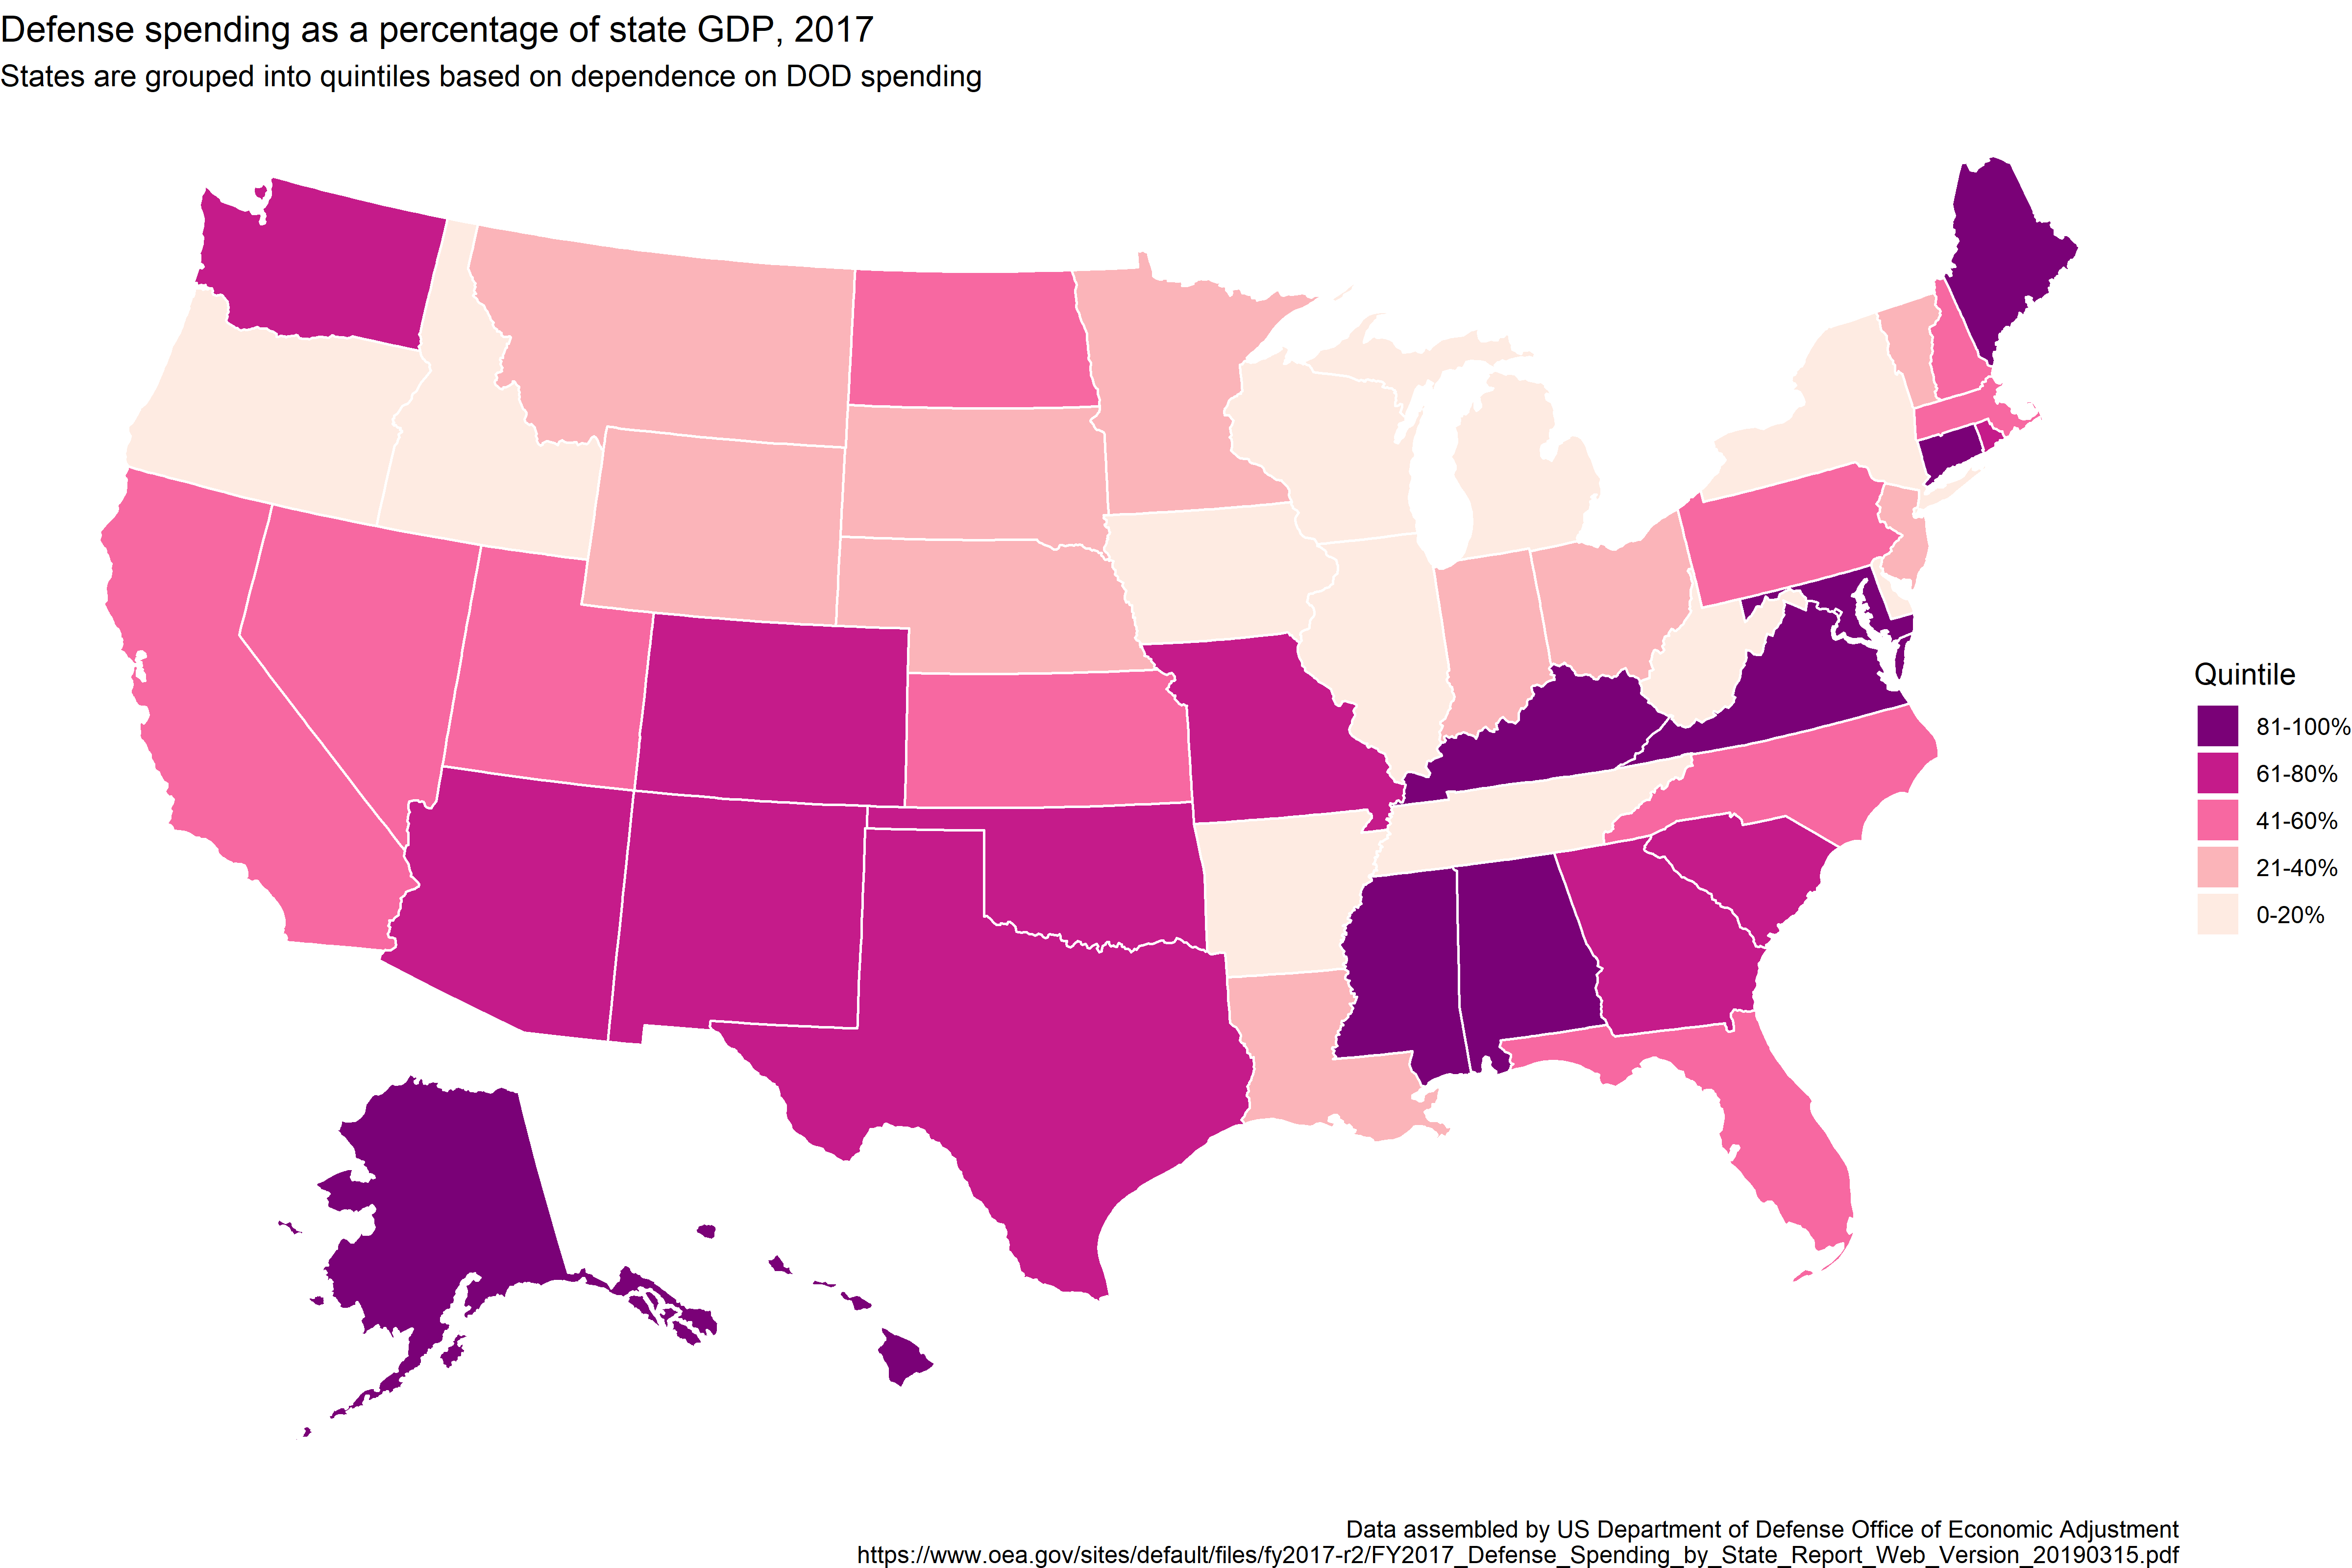 Defense spending as a percentage of state GDP, 2017
States are grouped into quintiles based on dependence on DOD spending
Quintile
81-100%
61-80%
41-60%
21-40%
0-20%
Data assembled by US Department of Defense Office of Economic Adjustment
https://www.oea.gov/sites/default/files/fy2017-r2/FY2017_Defense_Spending_by_State_Report_Web_Version_20190315.pdf